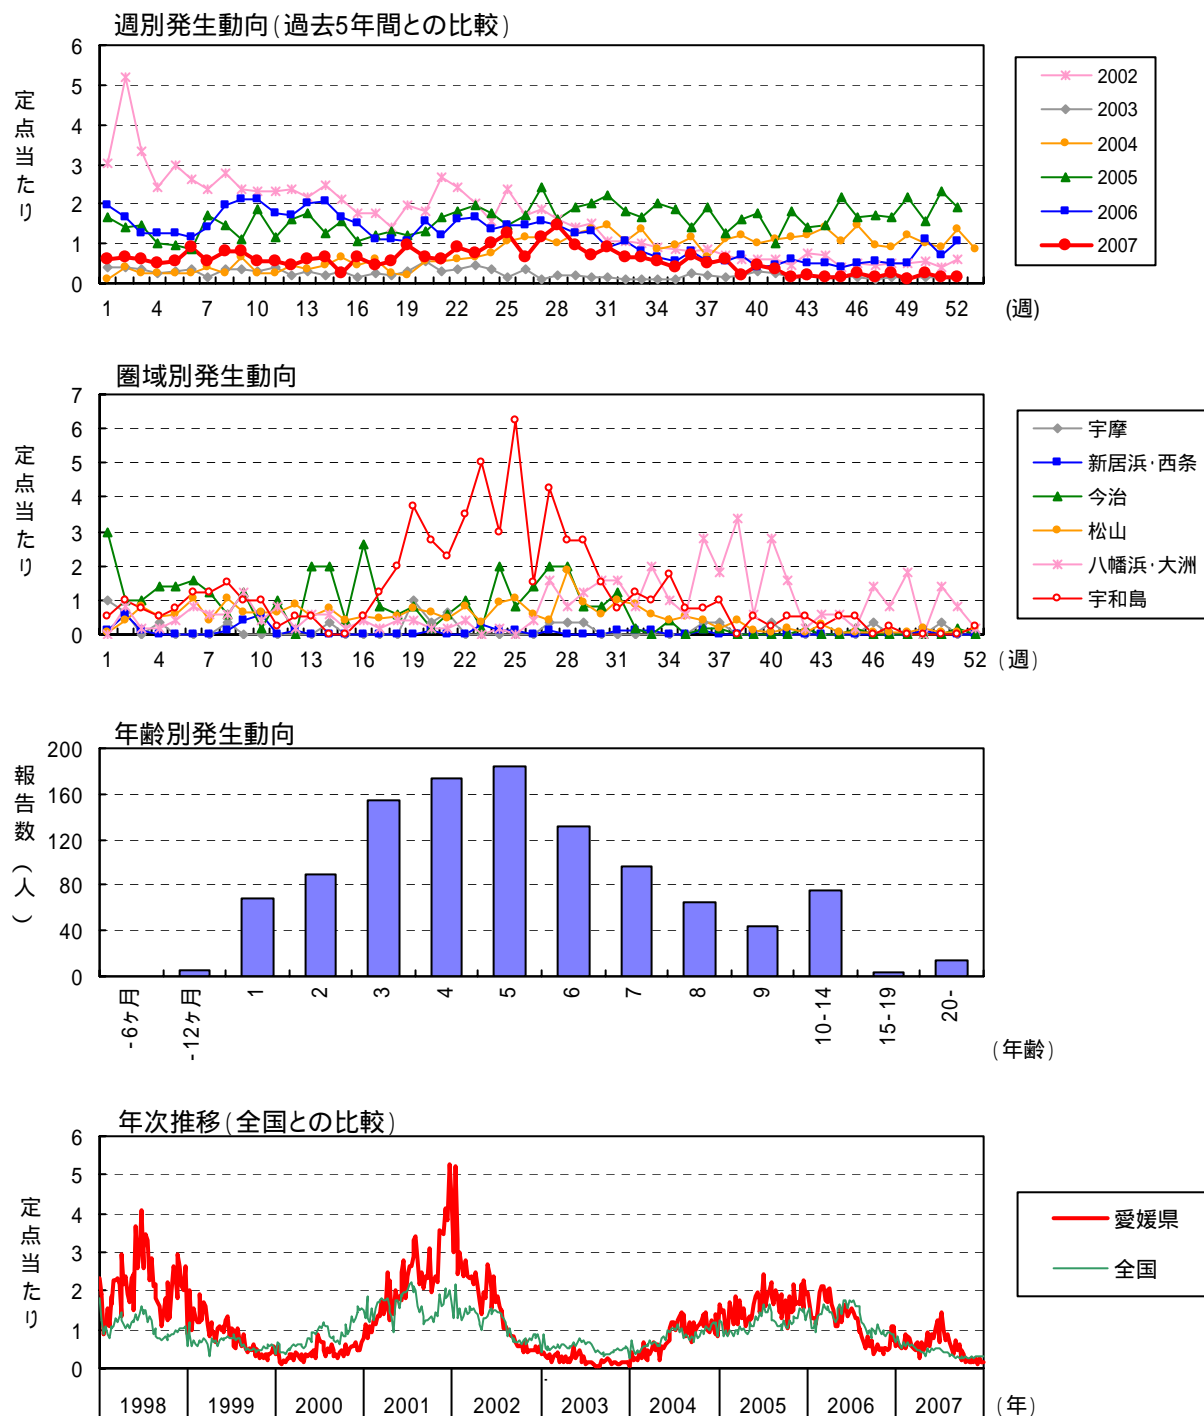 週別発生動向(過去5年間との比較)
定点当たり
6
5
4
3
2
1
0
1 4 7 10 13 16 19 22 25 28 31 34 37 40 43 46 49 52 (週)
2002
2003
2004
2005
2006
2007
圏域別発生動向
定点当たり
7
6
5
4
3
2
1
0
1 4 7 10 13 16 19 22 25 28 31 34 37 40 43 46 49 52 (週)
宇摩
新居浜・西条
今治
松山
八幡浜・大洲
宇和島
年齢別発生動向
報告数(人)
200
160
120
80
40
0
-6ヶ月 -12ヶ月 1 2 3 4 5 6 7 8 9 10-14 15-19 20-
(年齢)
年次推移(全国との比較)
定点当たり
6
5
4
3
2
1
0
1998 1999 2000 2001 2002 2003 2004 2005 2006 2007 (年)
愛媛県
全国